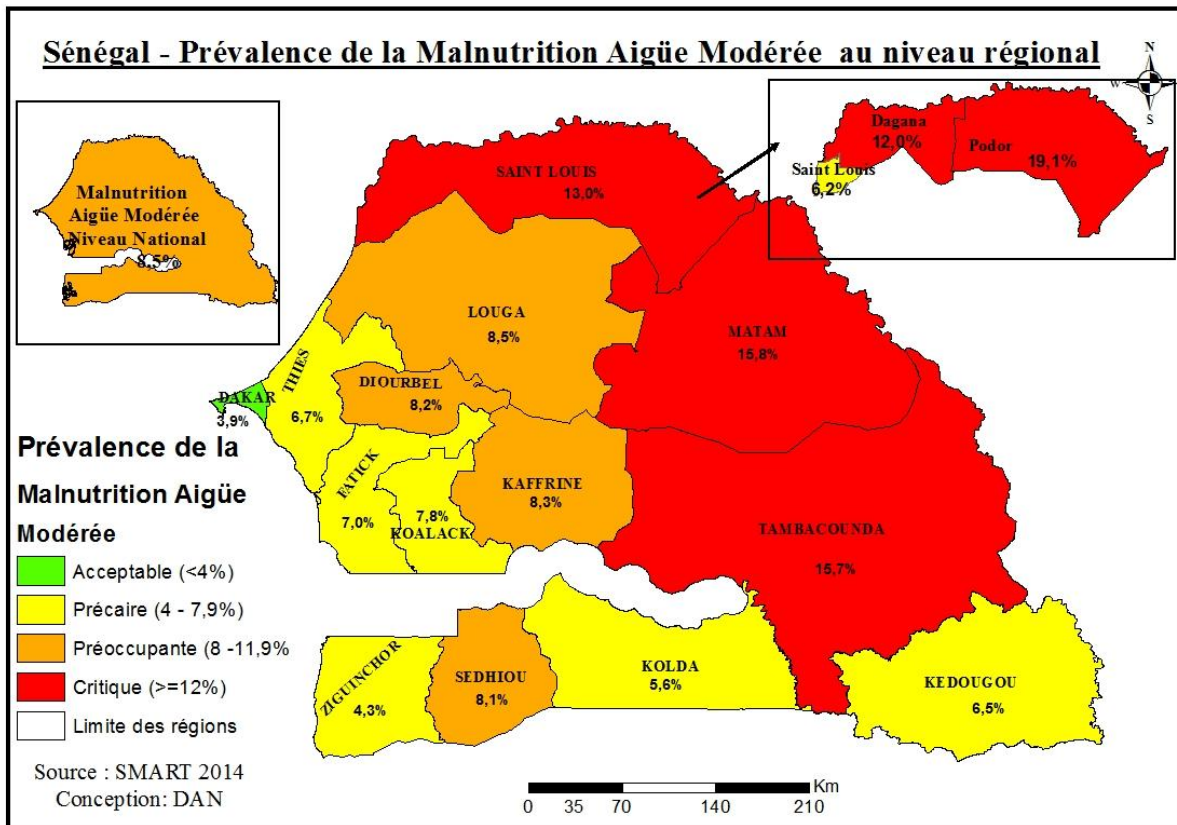 Sénégal - Prévalence de la Malnutrition Aigüe Modérée au niveau régional
N
W
S
Malnutrition
Aigüe Modérée
Niveau National
8,5%
Dagana
12,0%
Podor
19,1%
Saint Louis
6,2%
SAINT LOUIS
13,0%
LOUGA
8,5%
MATAM
15,8%
THIES
6,7%
DIOURBEL
8,2%
DAKAR
3,9%
FATICK
7,0%
7,8%
KOALACK
KAFFRINE
8,3%
TAMBACOUNDA
15,7%
ZIGUINCHOR
4,3%
SEDHIOU
8,1%
KOLDA
5,6%
KEDOUGOU
6,5%
Prévalence de la
Malnutrition Aigüe
Modérée
Acceptable (<4%)
Précaire (4 - 7,9%)
Préoccupante (8 -11,9%
Critique (>=12%)
Limite des régions
Source : SMART 2014
Conception: DAN
Km
0 35 70 140 210